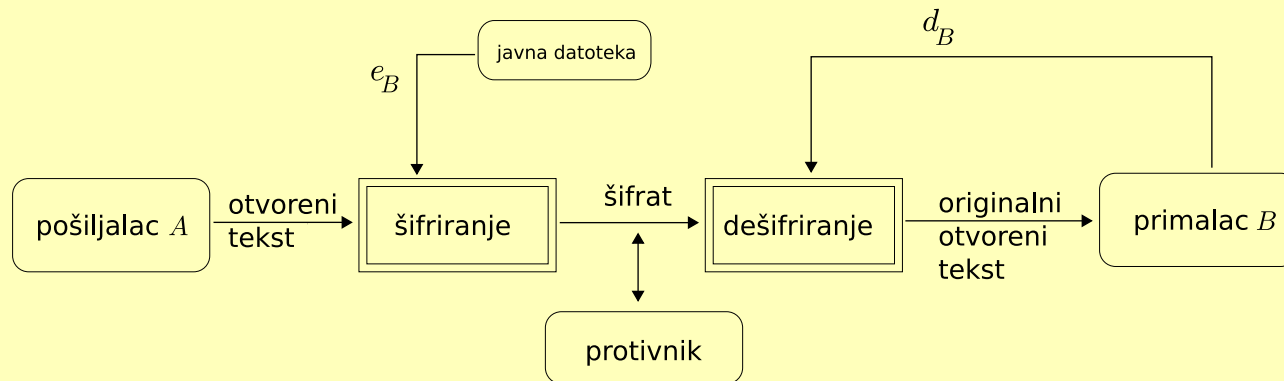 d_B
javna datoteka
e_B
pošiljalac A
otvoreni
tekst
šifriranje
šifrat
dešifriranje
originalni
otvoreni
tekst
primalac B
protivnik